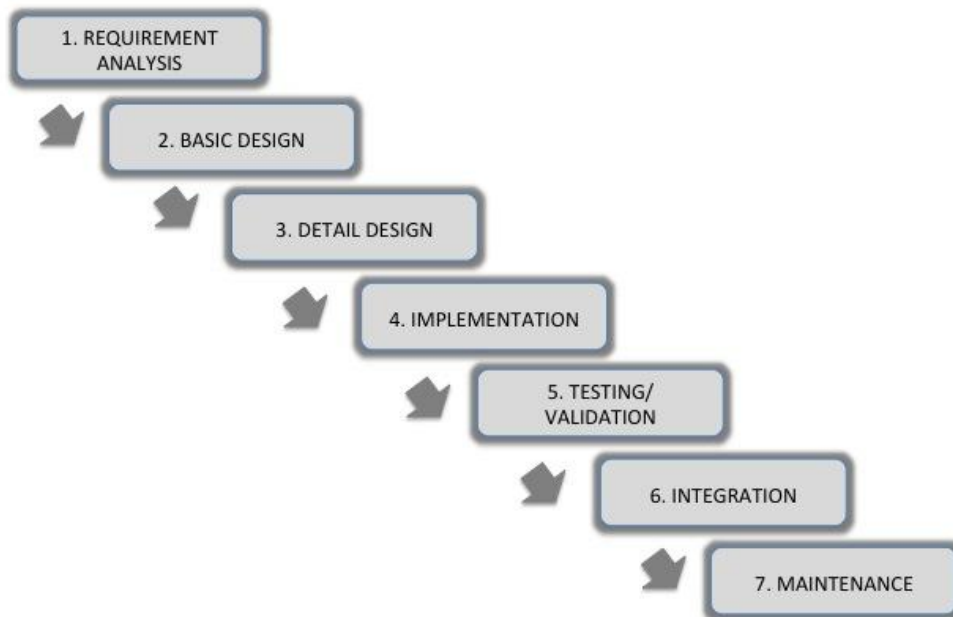 1. REQUIREMENT
ANALYSIS
2. BASIC DESIGN
3. DETAIL DESIGN
4. IMPLEMENTATION
5. TESTING/
VALIDATION
6. INTEGRATION
7. MAINTENANCE